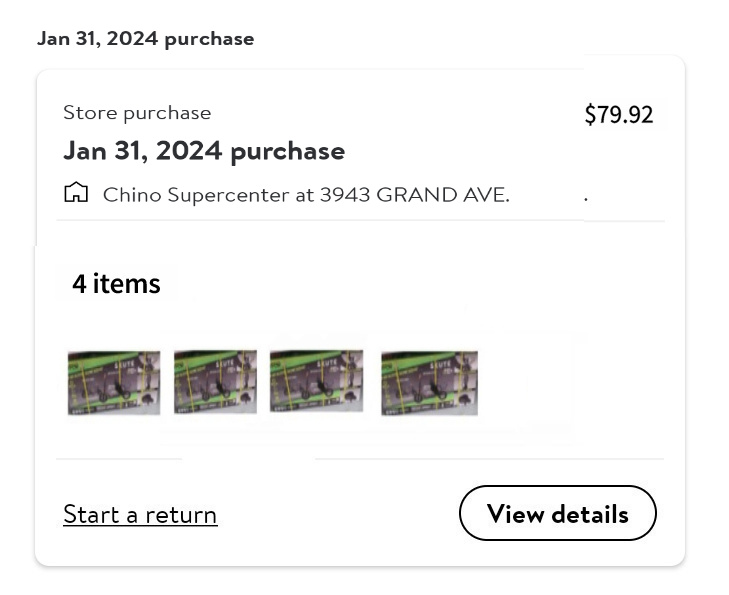 Jan 31, 2024 purchase
Store purchase
$79.92
Jan 31, 2024 purchase
Chino Supercenter at 3943 GRAND AVE.
.
4 items
Start a return
View details